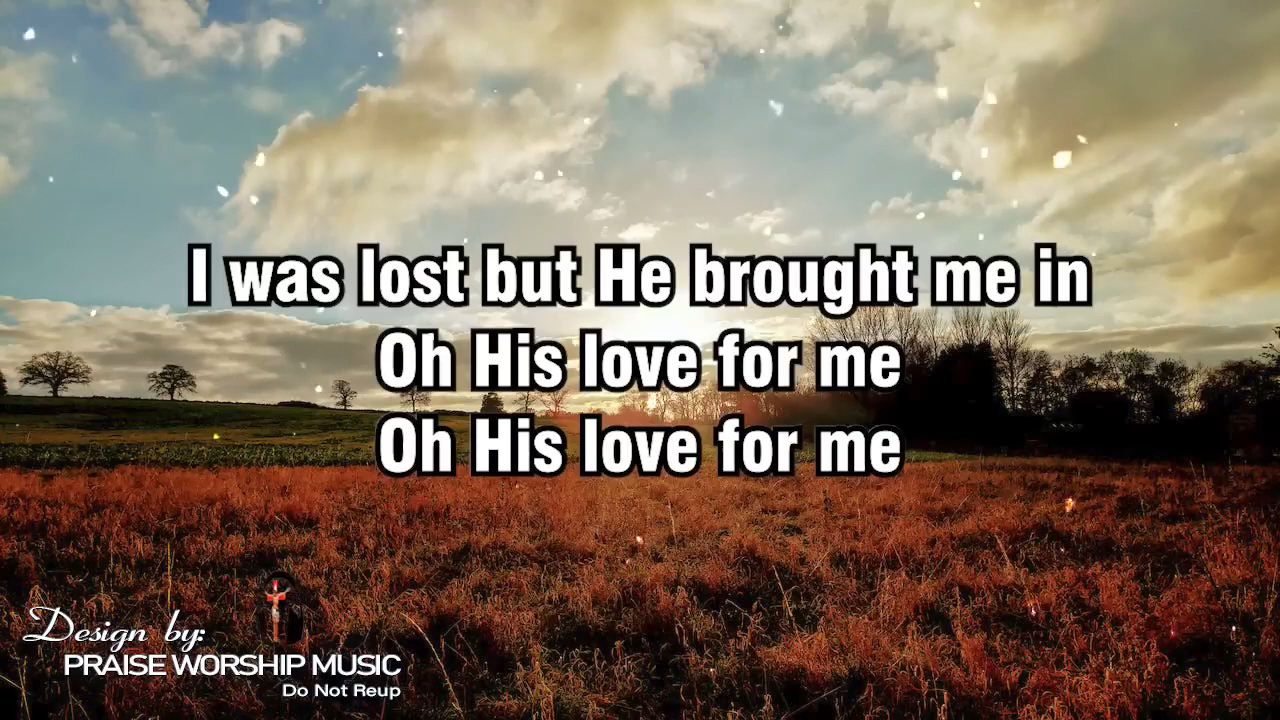 I was lost but He brought me in
Oh His love for me
Oh His love for me
Design by:
PRAISE WORSHIP MUSIC
Do Not Reup